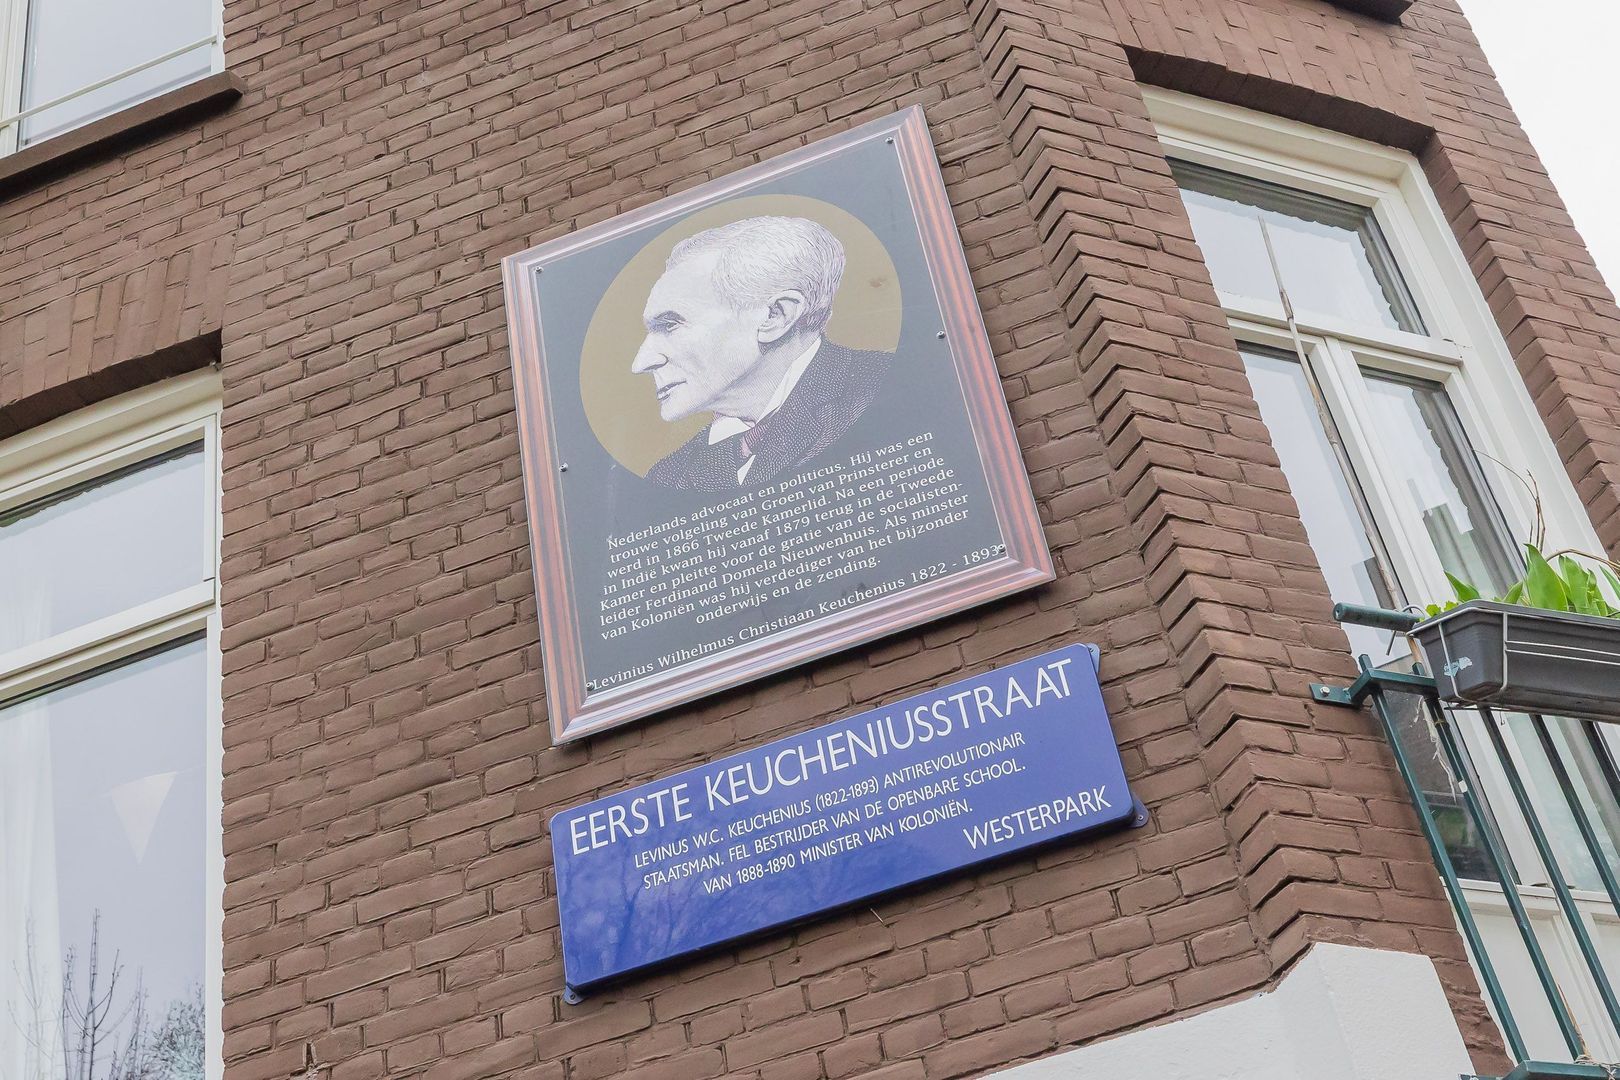 Nederlands advocaat en politicus. Hij was een
trouwe volgeling van Groen van Prinsterer en
werd in 1866 Tweede Kamerlid. Na een periode
in Indië kwam hij vanaf 1879 terug in de Tweede
Kamer en pleitte voor de gratie van de socialisten-
leider Ferdinand Domela Nieuwenhuis. Als minster
van Koloniën was hij verdediger van het bijzonder
onderwijs en de zending.
Levinius Wilhelmus Christiaan Keuchenius 1822 - 1893
EERSTE KEUCHENIUSSTRAAT
LEVINUS W.C. KEUCHENIUS (1822-1893) ANTIREVOLUTIONAIR
STAATSMAN. FEL BESTRIJDER VAN DE OPENBARE SCHOOL.
VAN 1888-1890 MINISTER VAN KOLONIËN.
WESTERPARK